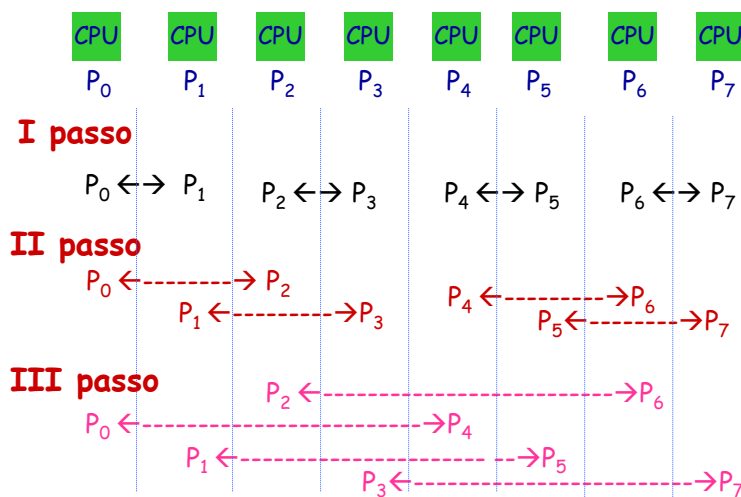 CPU CPU CPU CPU CPU CPU CPU CPU
P0 P1 P2 P3 P4 P5 P6 P7
I passo
P0 ←--→ P1 P2 ←--→ P3 P4 ←--→ P5 P6 ←--→ P7
II passo
P0 ←--------→ P2
P4 ←--------→ P6
P1 ←--------→ P3
P5 ←--------→ P7
III passo
P2 ←----------------→ P6
P0 ←----------------→ P4
P1 ←----------------→ P5
P3 ←----------------→ P7